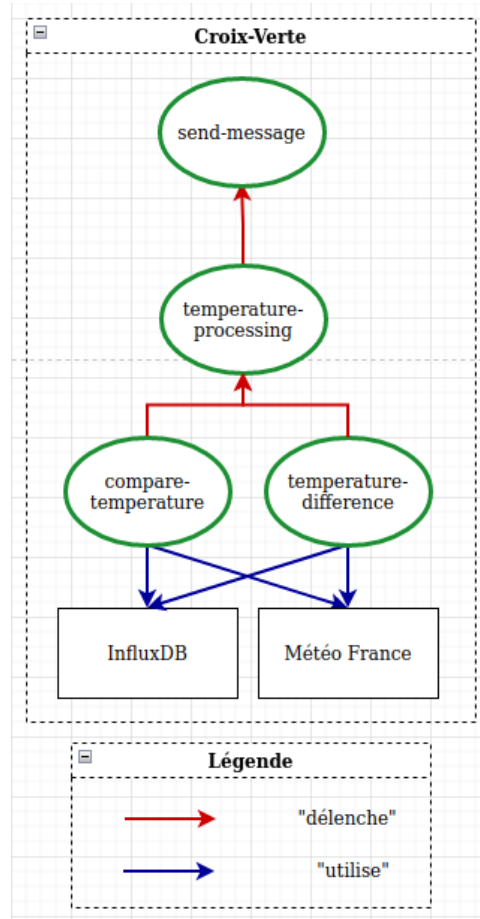 Croix-Verte
send-message
temperature-
processing
compare-
temperature
temperature-
difference
InfluxDB
Météo France
Légende
"délenche"
"utilise"